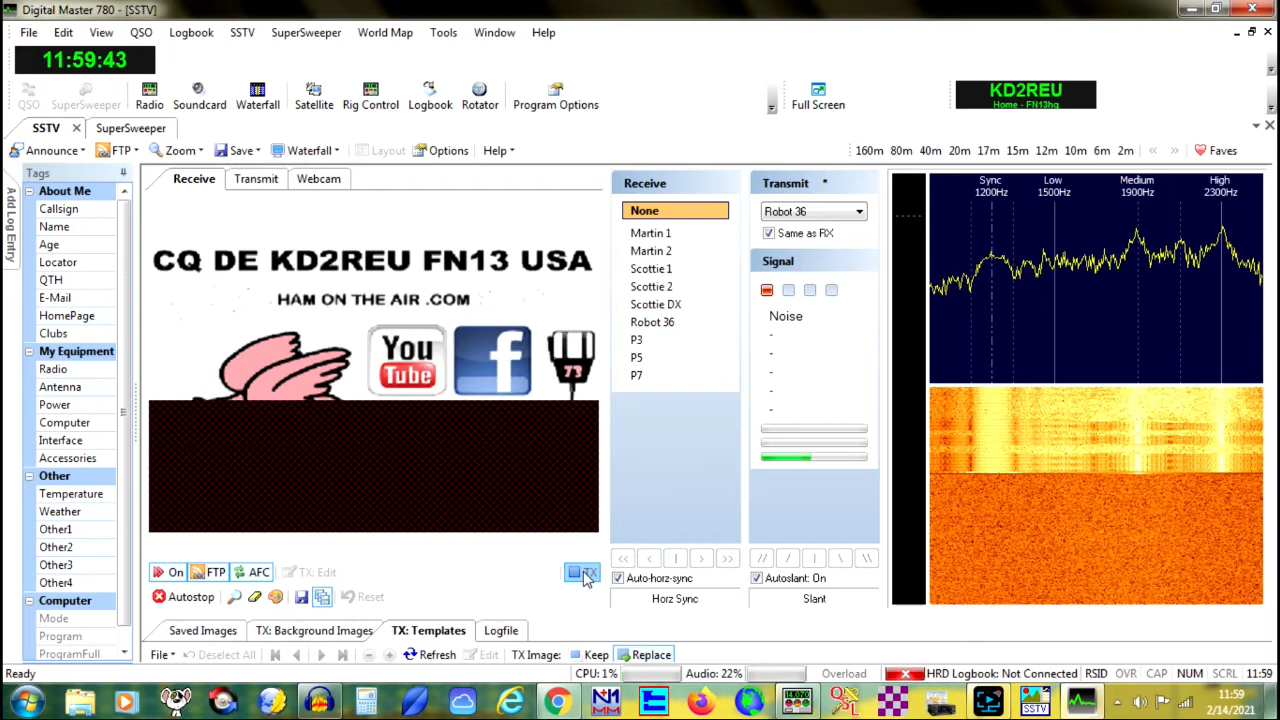 Digital Master 780 - [SSTV]
File Edit View QSO Logbook SSTV SuperSweeper World Map Tools Window Help
11:59:43
QSO SuperSweeper Radio Soundcard Waterfall Satellite Rig Control Logbook Rotator Program Options Full Screen
KD2REU
Home - FN13hq
SSTV SuperSweeper
Announce FTP Zoom Save Waterfall Layout Options Help 160m 80m 40m 20m 17m 15m 12m 10m 6m 2m Faves
Add Log Entry
Tags
About Me
Callsign
Name
Age
Locator
QTH
E-Mail
HomePage
Clubs
My Equipment
Radio
Antenna
Power
Computer
Interface
Accessories
Other
Temperature
Weather
Other1
Other2
Other3
Other4
Computer
Mode
Program
ProgramFull
Receive Transmit Webcam
CQ DE KD2REU FN13 USA
HAM ON THE AIR .COM
You
Tube
f
73
On FTP AFC TX: Edit TX
Autostop Reset
Receive
None
Martin 1
Martin 2
Scottie 1
Scottie 2
Scottie DX
Robot 36
P3
P5
P7
<< < | > >>
Auto-horz-sync
Horz Sync
Transmit *
Robot 36
Same as RX
Signal
Noise
-
-
-
-
-
// / | \ \\
Autoslant: On
Slant
Sync Low Medium High
1200Hz 1500Hz 1900Hz 2300Hz
Saved Images TX: Background Images TX: Templates Logfile
File Deselect All Refresh Edit TX Image: Keep Replace
Ready CPU: 1% Audio: 22% Overload HRD Logbook: Not Connected RSID OVR CAP NUM SCRL 11:59
14.070
SSTV
11:59
2/14/2021